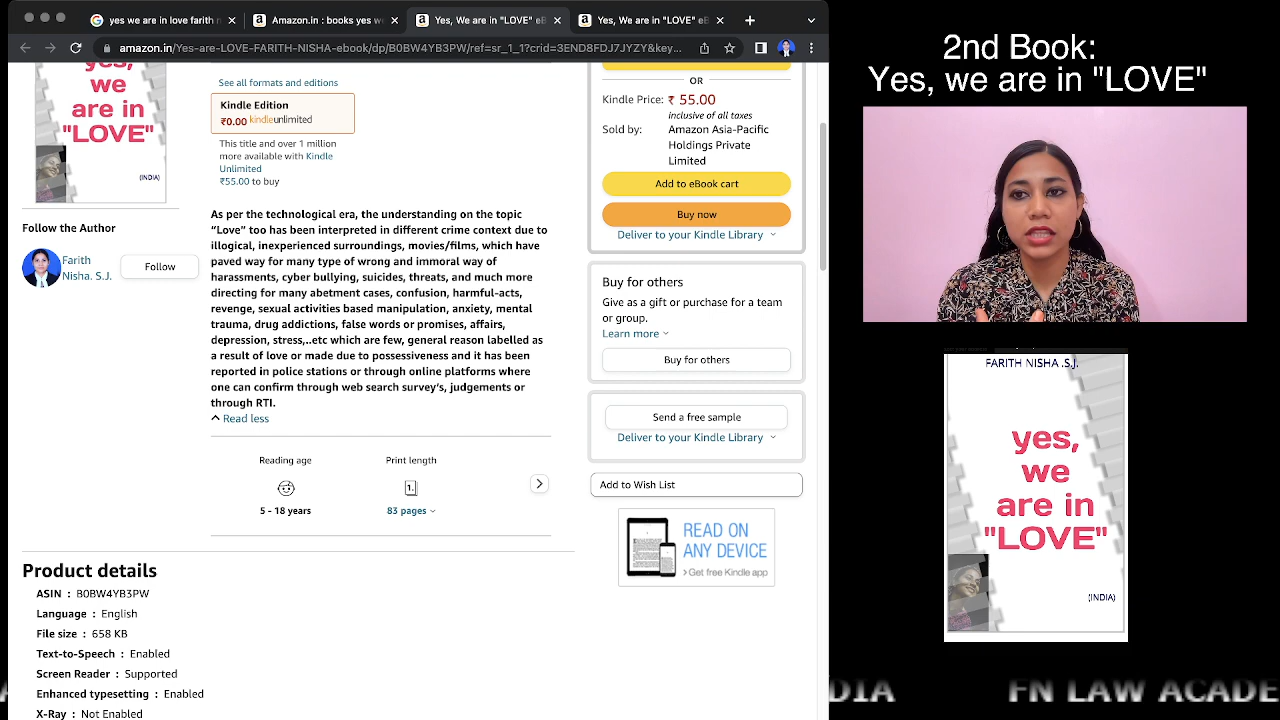 yes we are in love farith n
Amazon.in : books yes w
Yes, We are in "LOVE" eB
Yes, We are in "LOVE" eB
amazon.in/Yes-are-LOVE-FARITH-NISHA-ebook/dp/B0BW4YB3PW/ref=sr_1_1?crid=3END8FDJ7JYZY&key...
yes,
we
are in
"LOVE"
(INDIA)
Follow the Author
Farith
Nisha. S.J.
Follow
See all formats and editions
Kindle Edition
₹0.00 kindleunlimited
This title and over 1 million
more available with Kindle
Unlimited
₹55.00 to buy
As per the technological era, the understanding on the topic
“Love” too has been interpreted in different crime context due to
illogical, inexperienced surroundings, movies/films, which have
paved way for many type of wrong and immoral way of
harassments, cyber bullying, suicides, threats, and much more
directing for many abetment cases, confusion, harmful-acts,
revenge, sexual activities based manipulation, anxiety, mental
trauma, drug addictions, false words or promises, affairs,
depression, stress,..etc which are few, general reason labelled as
a result of love or made due to possessiveness and it has been
reported in police stations or through online platforms where
one can confirm through web search survey’s, judgements or
through RTI.
Read less
Reading age
5 - 18 years
Print length
1.
83 pages
Product details
ASIN : B0BW4YB3PW
Language : English
File size : 658 KB
Text-to-Speech : Enabled
Screen Reader : Supported
Enhanced typesetting : Enabled
X-Ray : Not Enabled
OR
Kindle Price: ₹ 55.00
inclusive of all taxes
Sold by: Amazon Asia-Pacific
Holdings Private
Limited
Add to eBook cart
Buy now
Deliver to your Kindle Library
Buy for others
Give as a gift or purchase for a team
or group.
Learn more
Buy for others
Send a free sample
Deliver to your Kindle Library
Add to Wish List
READ ON
ANY DEVICE
› Get free Kindle app
2nd Book:
Yes, we are in "LOVE"
FARITH NISHA .S.J.
yes,
we
are in
"LOVE"
(INDIA)
DIA FN LAW ACADE